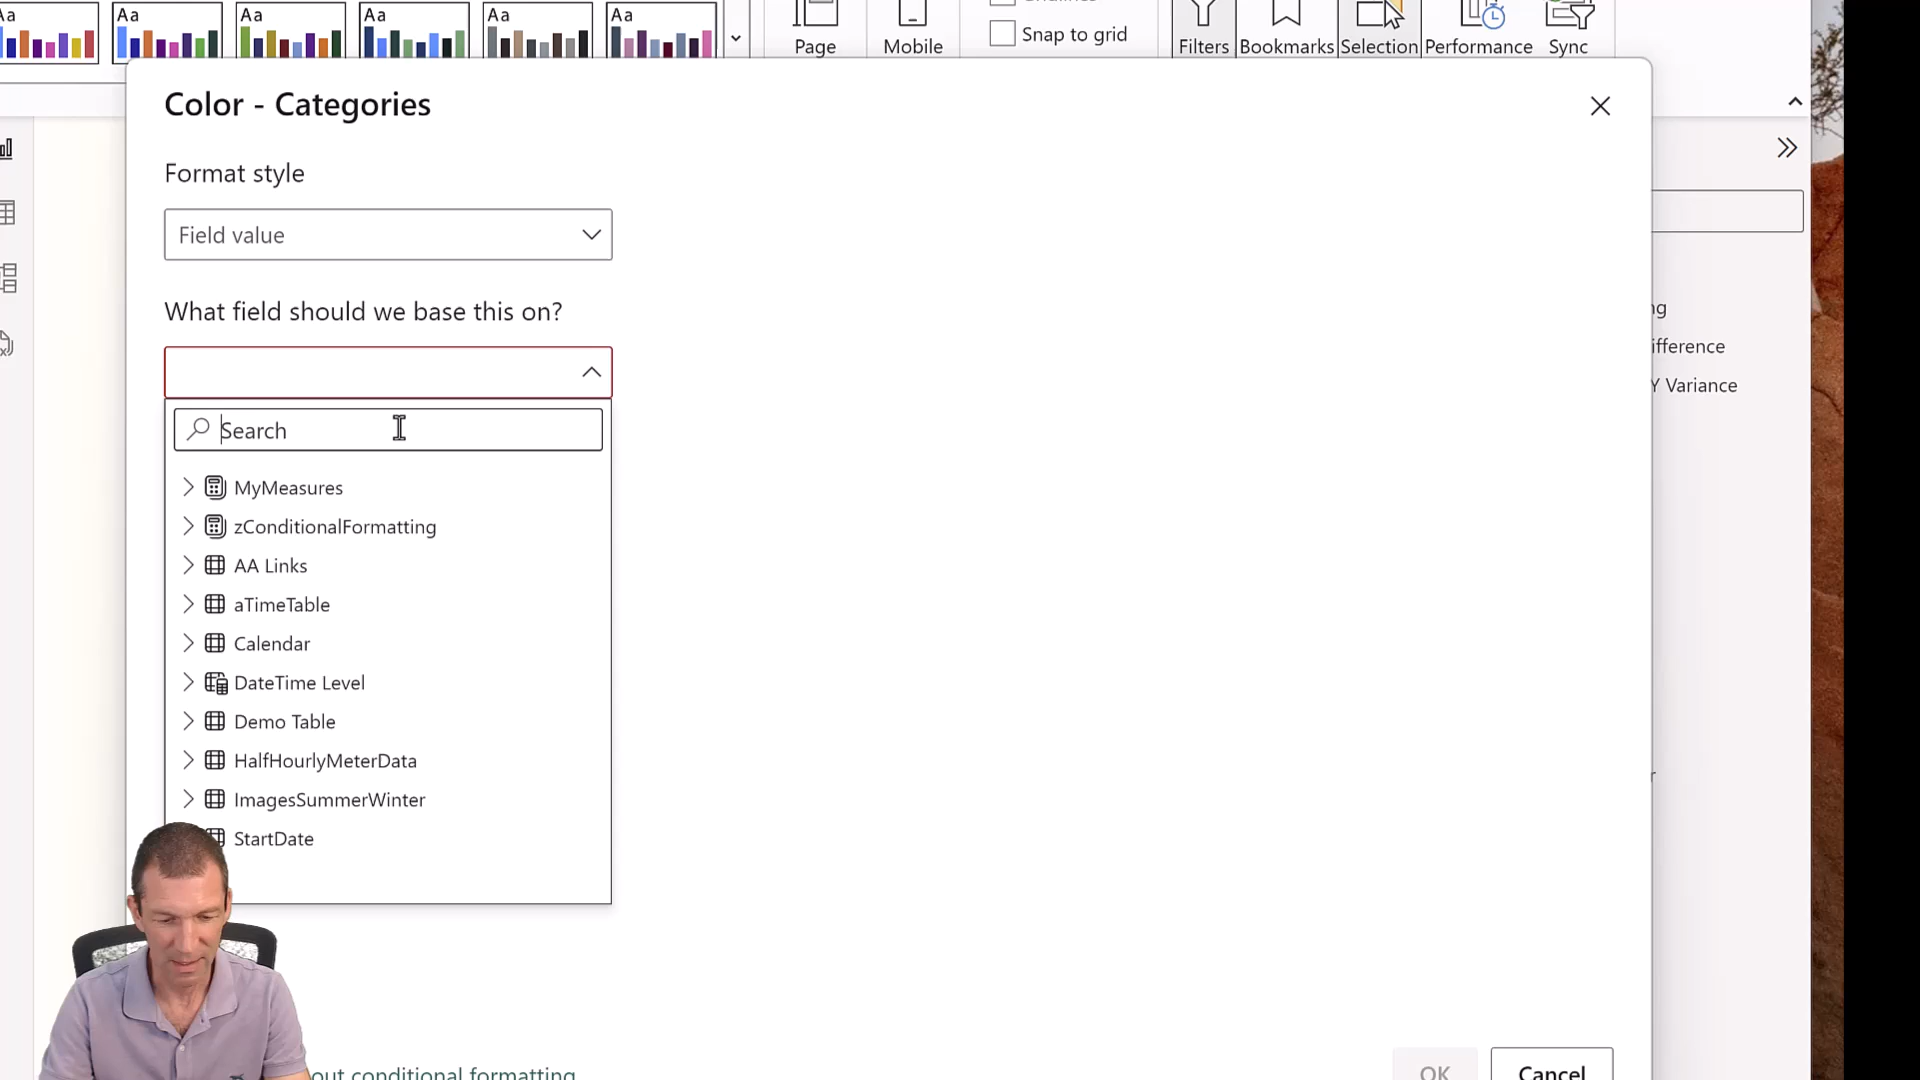 Aa Aa Aa Aa Aa Aa
Page
Mobile
Snap to grid
Filters
Bookmarks
Selection
Performance
Sync
Color - Categories
Format style
Field value
What field should we base this on?
Search
MyMeasures
zConditionalFormatting
AA Links
aTimeTable
Calendar
DateTime Level
Demo Table
HalfHourlyMeterData
ImagesSummerWinter
StartDate
ng
ifference
Y Variance
out conditional formatting
OK
Cancel